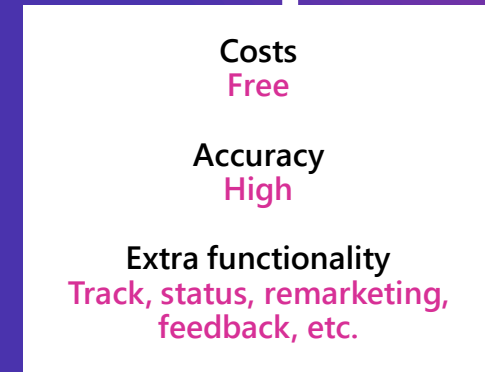 Costs
Free
Accuracy
High
Extra functionality
Track, status, remarketing,
feedback, etc.